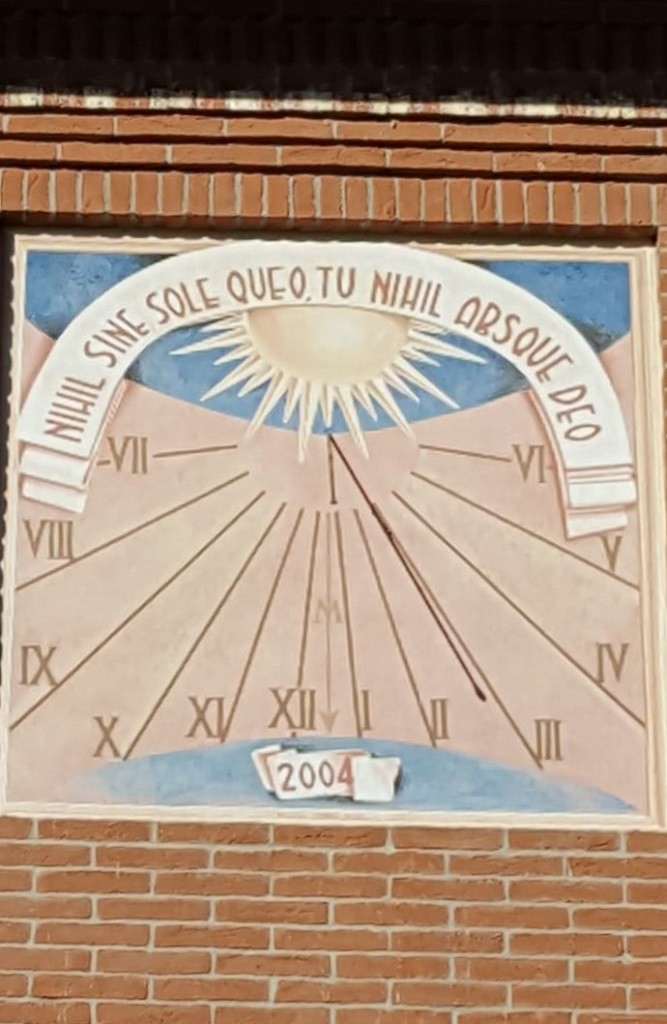 NIHIL SINE SOLE QUEO, TU NIHIL ABSQUE DEO
VII
VI
VIII
V
IX
IV
M
X
XI
XII
I
II
III
2004